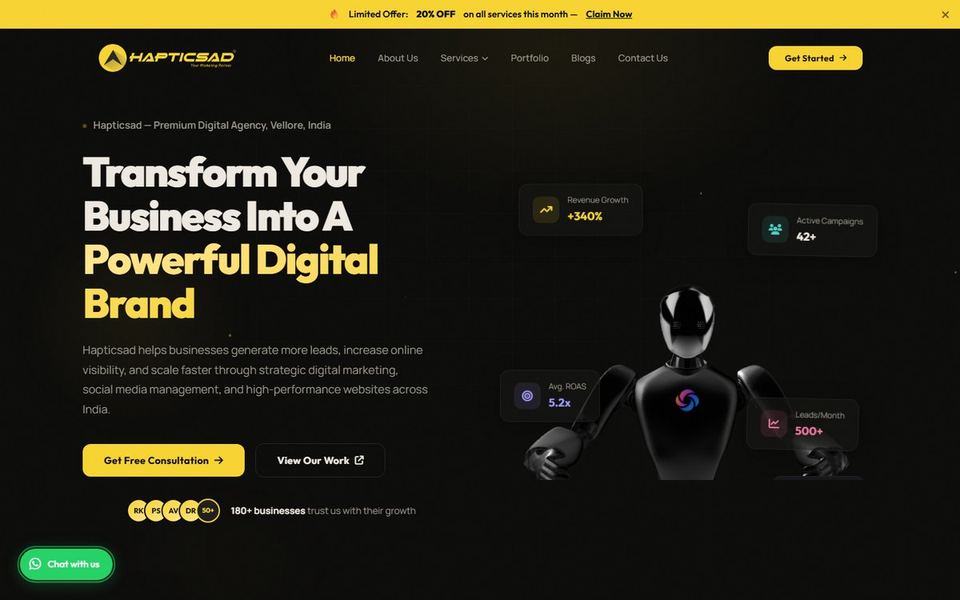 Limited Offer: 20% OFF on all services this month — Claim Now
HAPTICSAD
Your Marketing Partner
Home
About Us
Services
Portfolio
Blogs
Contact Us
Get Started →
Hapticsad — Premium Digital Agency, Vellore, India
Transform Your
Business Into A
Powerful Digital
Brand
Hapticsad helps businesses generate more leads, increase online
visibility, and scale faster through strategic digital marketing,
social media management, and high-performance websites across
India.
Get Free Consultation →
View Our Work
RK PS AV DR 50+
180+ businesses trust us with their growth
Revenue Growth
+340%
Active Campaigns
42+
Avg. ROAS
5.2x
Leads/Month
500+
Chat with us